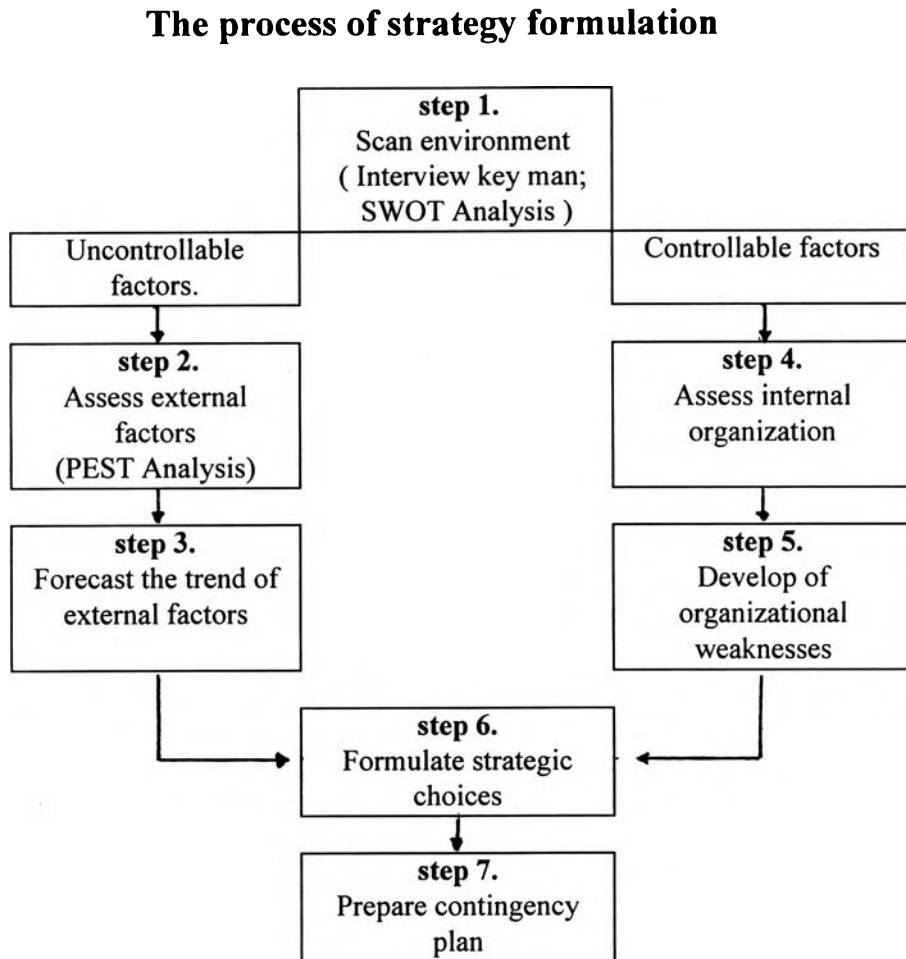 The process of strategy formulation
step 1.
Scan environment
( Interview key man;
SWOT Analysis )
Uncontrollable
factors.
Controllable factors
step 2.
Assess external
factors
(PEST Analysis)
step 4.
Assess internal
organization
step 3.
Forecast the trend of
external factors
step 5.
Develop of
organizational
weaknesses
step 6.
Formulate strategic
choices
step 7.
Prepare contingency
plan